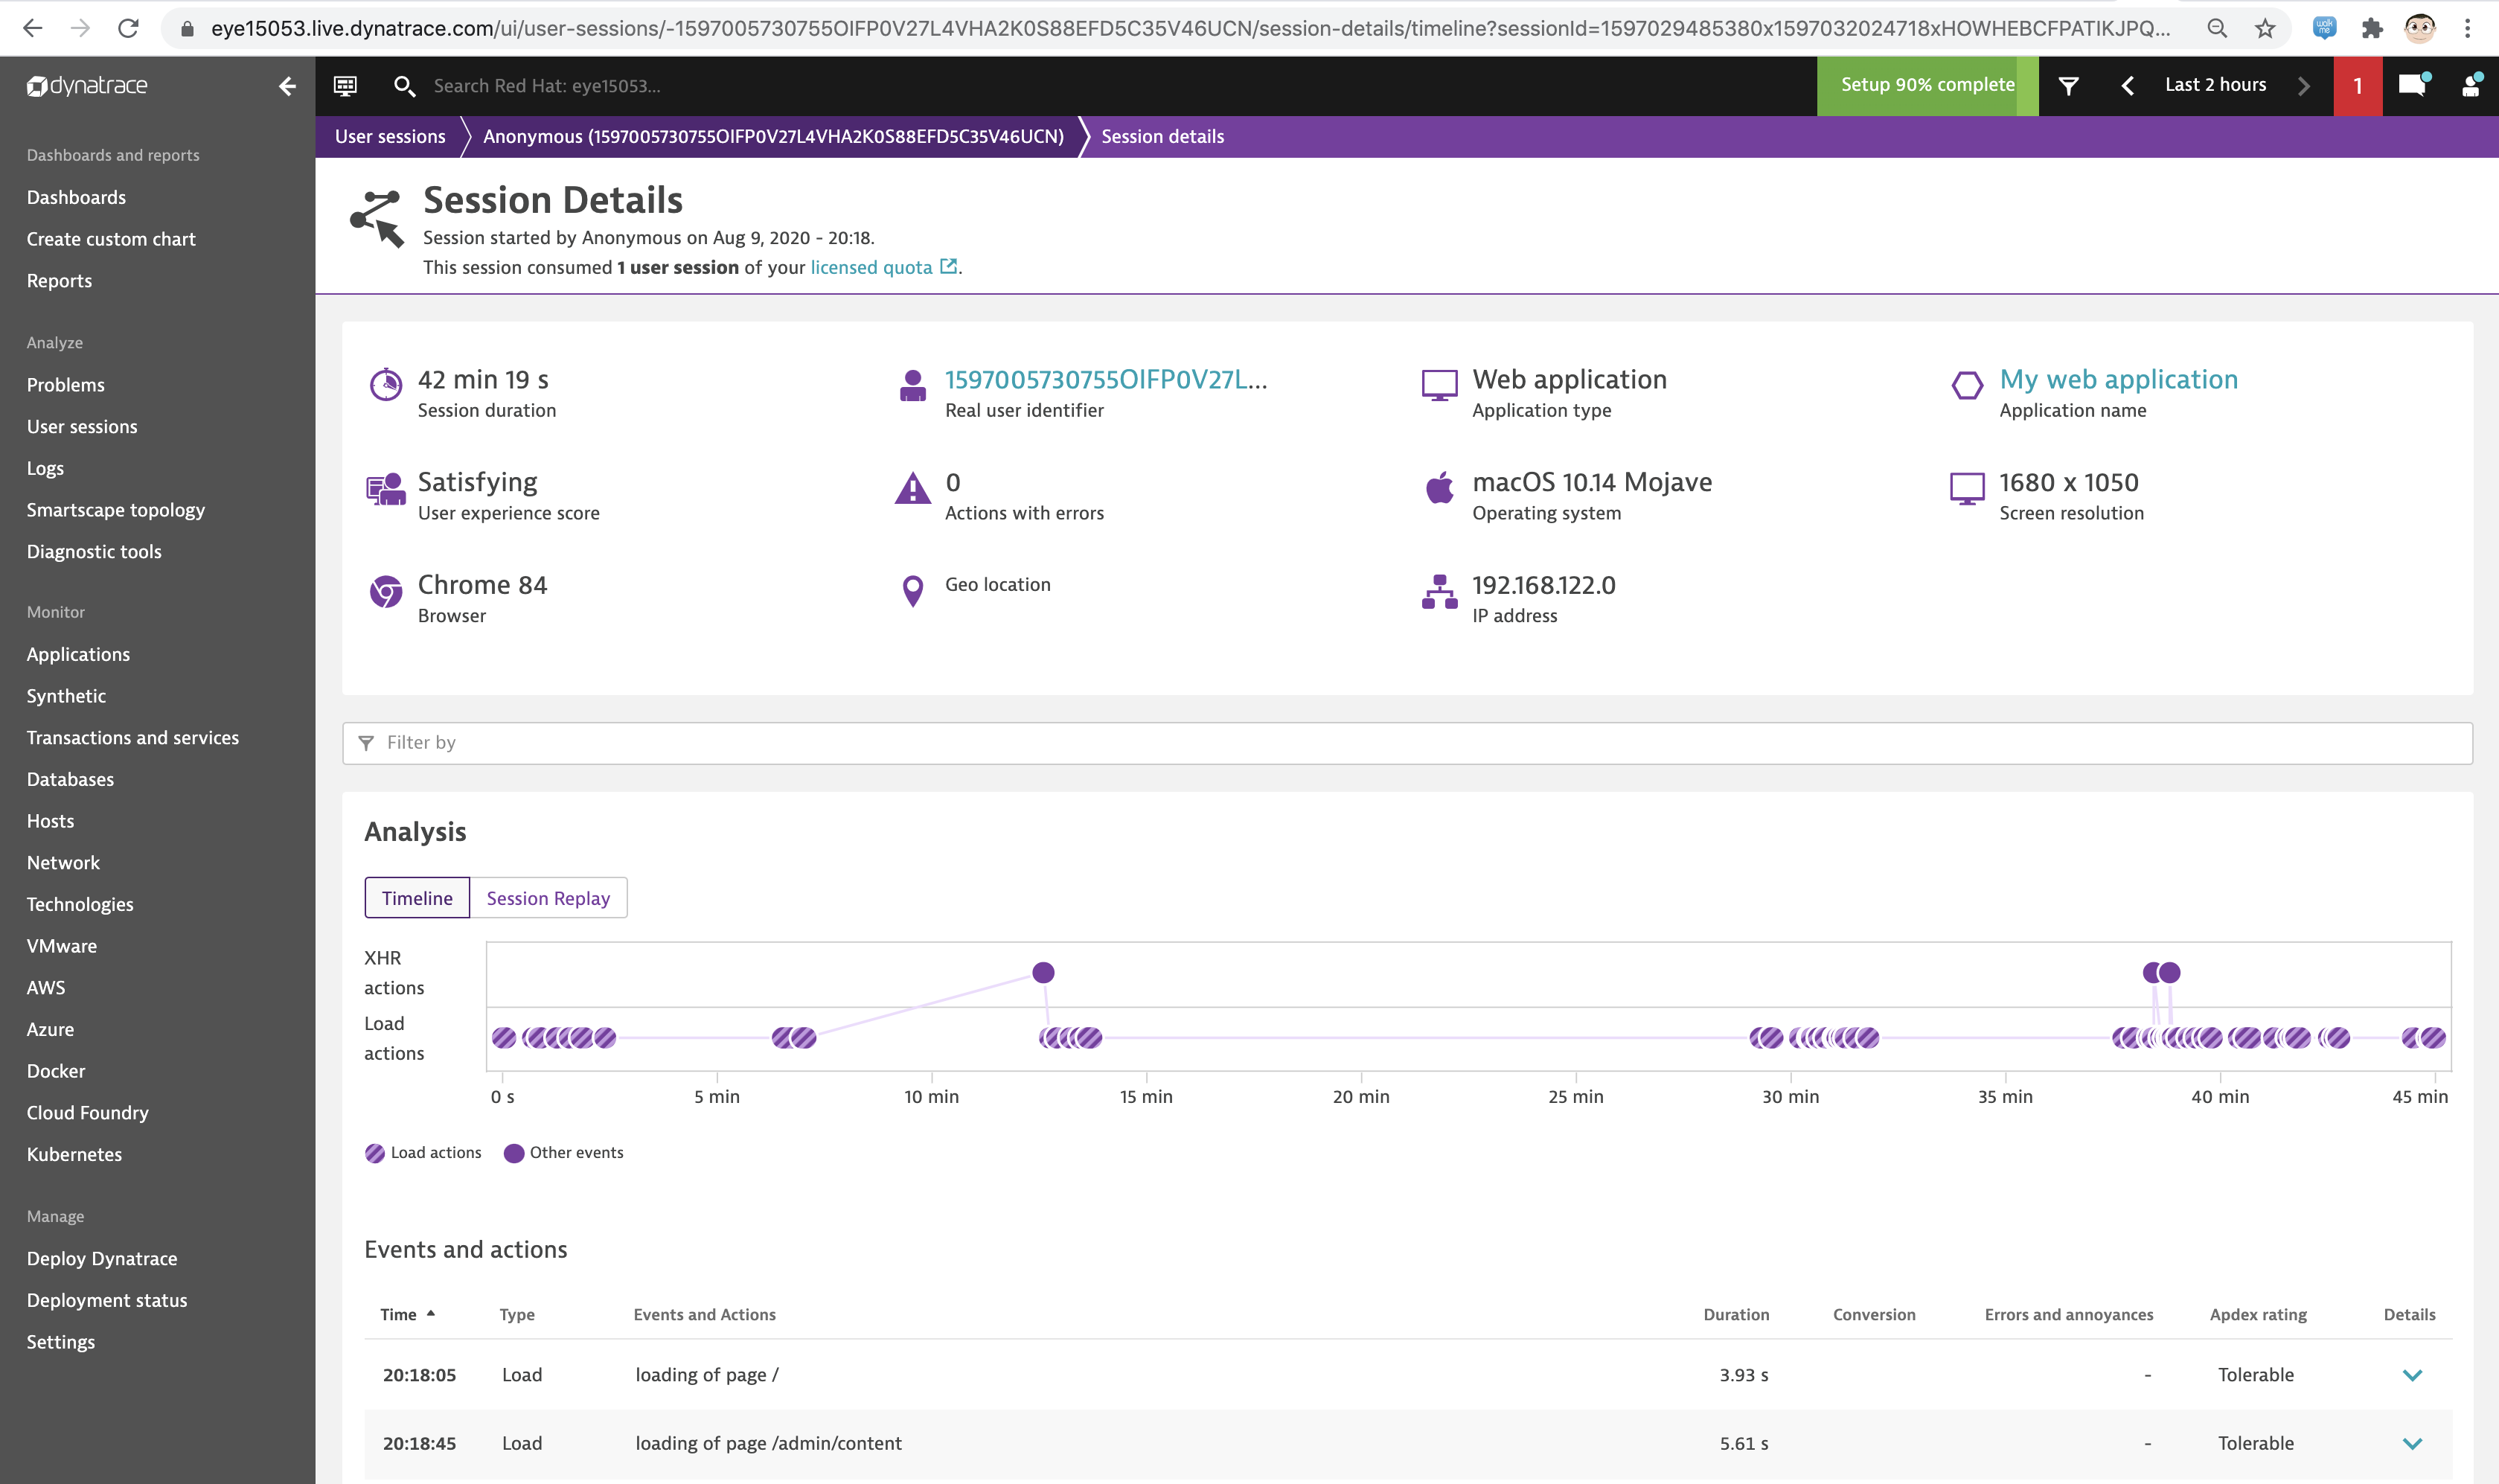 eye15053.live.dynatrace.com/ui/user-sessions/-1597005730755OIFP0V27L4VHA2K0S88EFD5C35V46UCN/session-details/timeline?sessionId=1597029485380x1597032024718xHOWHEBCFPATIKJPQ...
walk me
dynatrace
Search Red Hat: eye15053...
Setup 90% complete
Last 2 hours
1
User sessions
Anonymous (1597005730755OIFP0V27L4VHA2K0S88EFD5C35V46UCN)
Session details
Dashboards and reports
Dashboards
Create custom chart
Reports
Analyze
Problems
User sessions
Logs
Smartscape topology
Diagnostic tools
Monitor
Applications
Synthetic
Transactions and services
Databases
Hosts
Network
Technologies
VMware
AWS
Azure
Docker
Cloud Foundry
Kubernetes
Manage
Deploy Dynatrace
Deployment status
Settings
Session Details
Session started by Anonymous on Aug 9, 2020 - 20:18.
This session consumed 1 user session of your licensed quota .
42 min 19 s
Session duration
1597005730755OIFP0V27L...
Real user identifier
Web application
Application type
My web application
Application name
Satisfying
User experience score
0
Actions with errors
macOS 10.14 Mojave
Operating system
1680 x 1050
Screen resolution
Chrome 84
Browser
Geo location
192.168.122.0
IP address
Filter by
Analysis
Timeline
Session Replay
XHR
actions
Load
actions
0 s 5 min 10 min 15 min 20 min 25 min 30 min 35 min 40 min 45 min
Load actions Other events
Events and actions
Time Type Events and Actions Duration Conversion Errors and annoyances Apdex rating Details
20:18:05 Load loading of page / 3.93 s - Tolerable
20:18:45 Load loading of page /admin/content 5.61 s - Tolerable